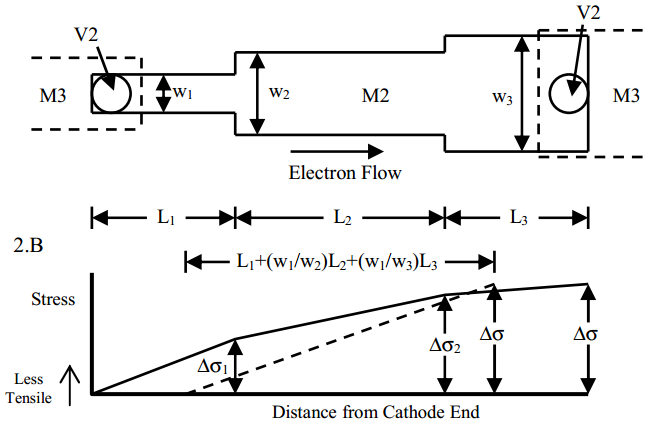 V2
V2
M3
w1
w2
M2
w3
M3
Electron Flow
L1
L2
L3
2.B
L1+(w1/w2)L2+(w1/w3)L3
Stress
Δσ1
Δσ2
Δσ
Δσ
Less
Tensile
Distance from Cathode End